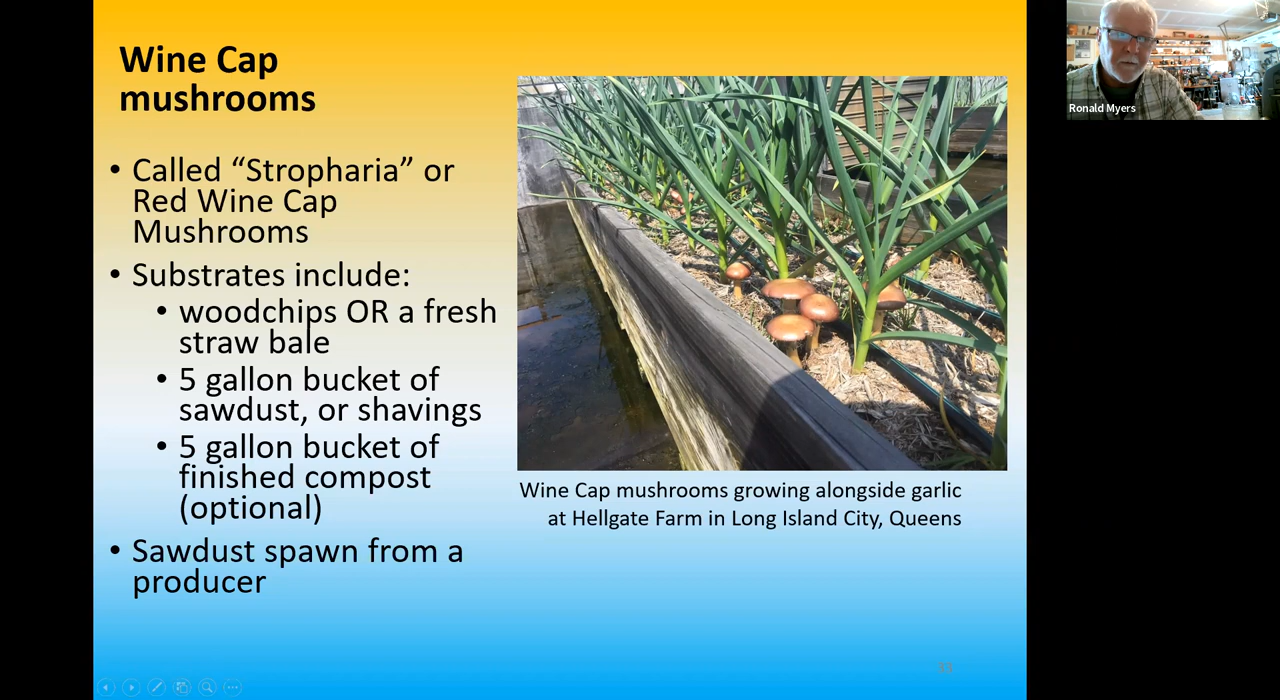 Wine Cap
mushrooms
• Called “Stropharia” or
Red Wine Cap
Mushrooms
• Substrates include:
• woodchips OR a fresh
straw bale
• 5 gallon bucket of
sawdust, or shavings
• 5 gallon bucket of
finished compost
(optional)
• Sawdust spawn from a
producer
Wine Cap mushrooms growing alongside garlic
at Hellgate Farm in Long Island City, Queens
Ronald Myers